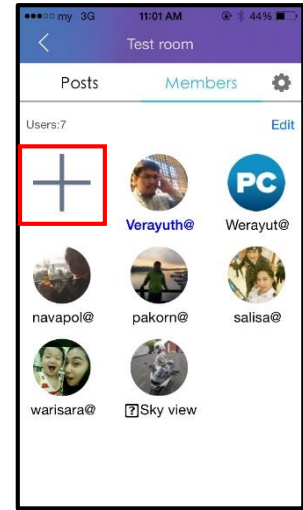 my 3G 11:01 AM 44%
Test room
Posts Members
Users:7 Edit
PC
Verayuth@ Werayut@
navapol@ pakorn@ salisa@
warisara@ ?Sky view